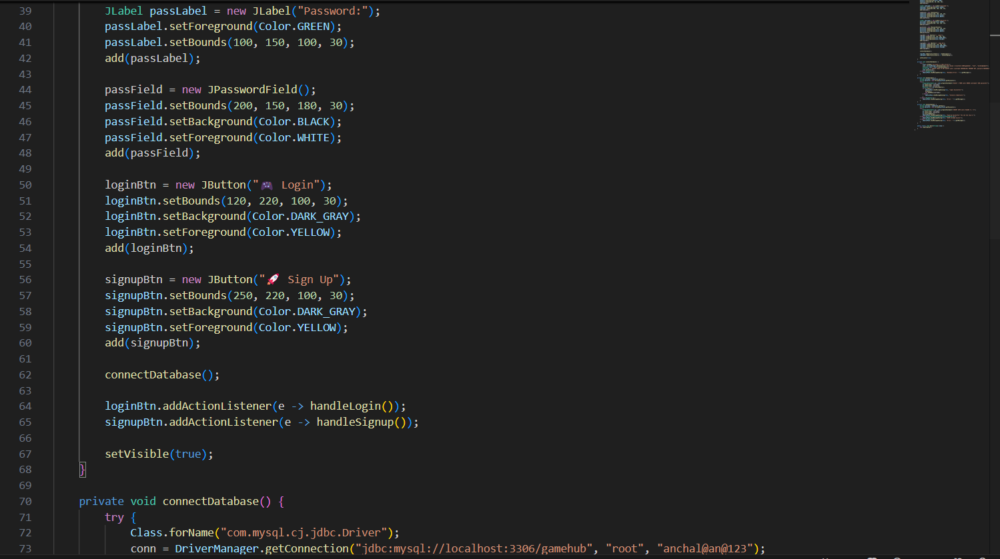 39 JLabel passLabel = new JLabel("Password:");
40 passLabel.setForeground(Color.GREEN);
41 passLabel.setBounds(100, 150, 100, 30);
42 add(passLabel);
43
44 passField = new JPasswordField();
45 passField.setBounds(200, 150, 180, 30);
46 passField.setBackground(Color.BLACK);
47 passField.setForeground(Color.WHITE);
48 add(passField);
49
50 loginBtn = new JButton("🎮 Login");
51 loginBtn.setBounds(120, 220, 100, 30);
52 loginBtn.setBackground(Color.DARK_GRAY);
53 loginBtn.setForeground(Color.YELLOW);
54 add(loginBtn);
55
56 signupBtn = new JButton("🚀 Sign Up");
57 signupBtn.setBounds(250, 220, 100, 30);
58 signupBtn.setBackground(Color.DARK_GRAY);
59 signupBtn.setForeground(Color.YELLOW);
60 add(signupBtn);
61
62 connectDatabase();
63
64 loginBtn.addActionListener(e -> handleLogin());
65 signupBtn.addActionListener(e -> handleSignup());
66
67 setVisible(true);
68 }
69
70 private void connectDatabase() {
71 try {
72 Class.forName("com.mysql.cj.jdbc.Driver");
73 conn = DriverManager.getConnection("jdbc:mysql://localhost:3306/gamehub", "root", "anchal@an@123");